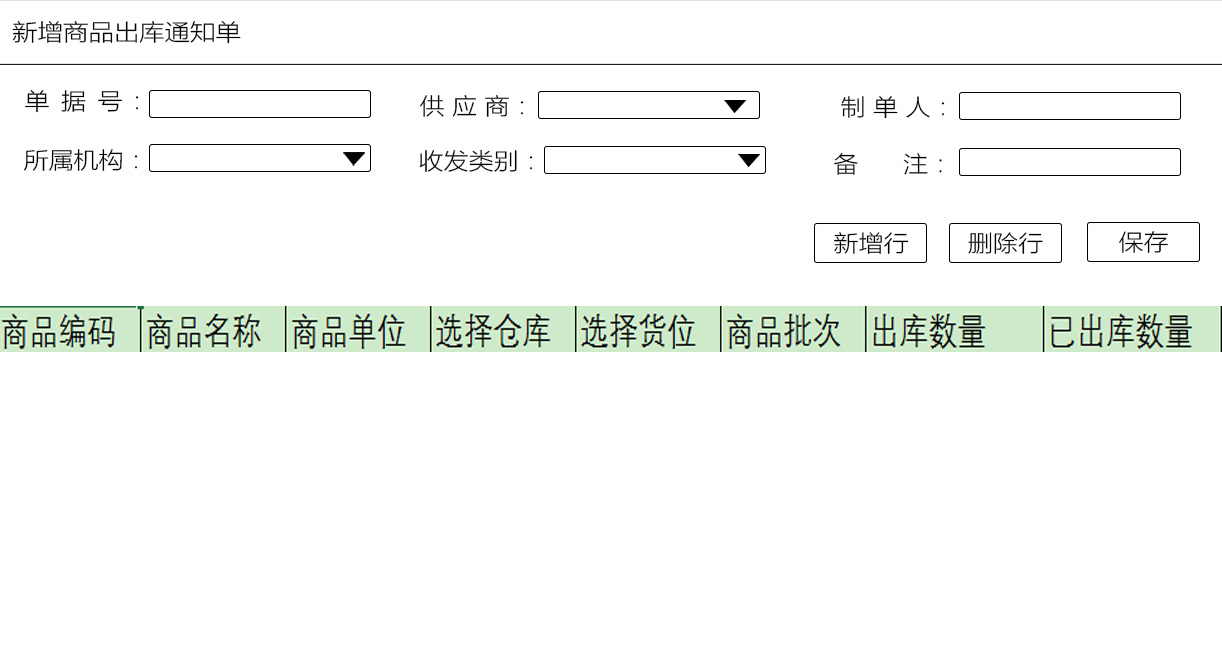 新增商品出库通知单
单 据 号 : 供 应 商 : 制 单 人 :
所属机构 : 收发类别 : 备 注 :
新增行 删除行 保存
商品编码 商品名称 商品单位 选择仓库 选择货位 商品批次 出库数量 已出库数量